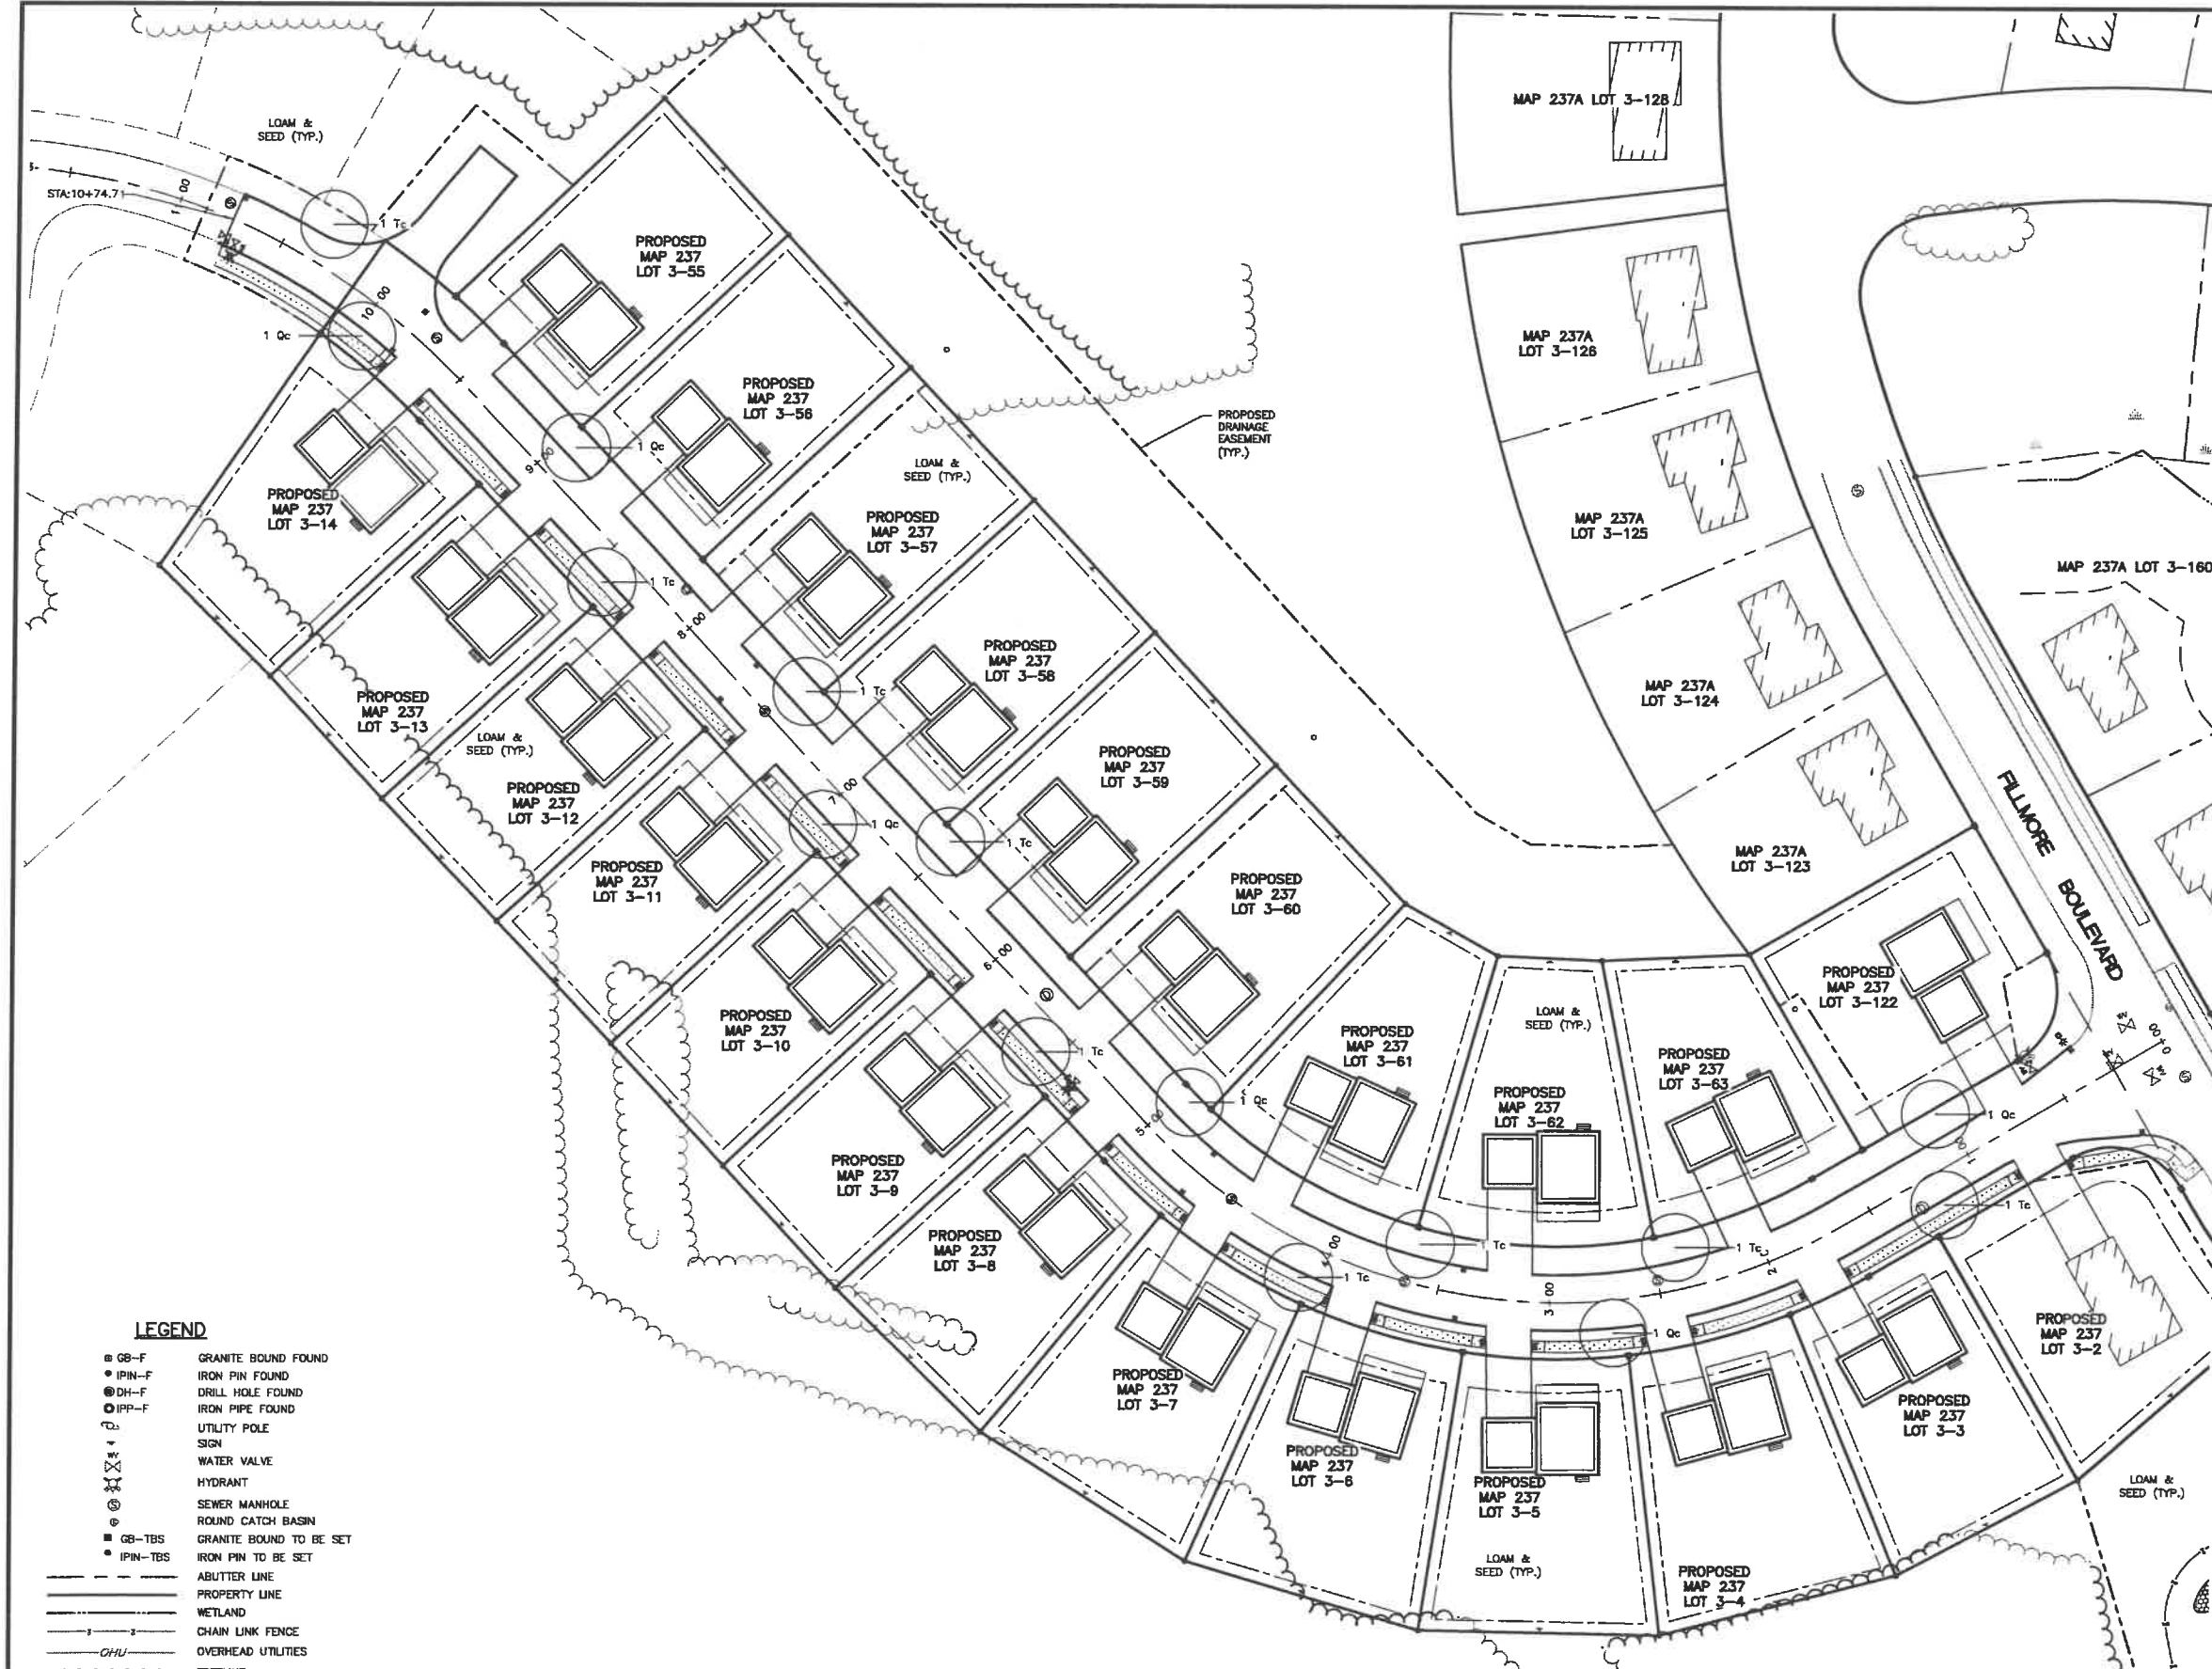 LOAM &
SEED (TYP.)
STA:10+74.71
1 Tc
1 Qc
10+00
PROPOSED
MAP 237
LOT 3-55
PROPOSED
MAP 237
LOT 3-56
1 Qc
9+00
LOAM &
SEED (TYP.)
PROPOSED
MAP 237
LOT 3-57
PROPOSED
DRAINAGE
EASEMENT
(TYP.)
MAP 237A LOT 3-128
MAP 237A
LOT 3-126
MAP 237A
LOT 3-125
MAP 237A LOT 3-160
MAP 237A
LOT 3-124
MAP 237A
LOT 3-123
FILLMORE BOULEVARD
PROPOSED
MAP 237
LOT 3-14
1 Tc
8+00
PROPOSED
MAP 237
LOT 3-58
PROPOSED
MAP 237
LOT 3-13
1 Tc
LOAM &
SEED (TYP.)
PROPOSED
MAP 237
LOT 3-12
7+00
PROPOSED
MAP 237
LOT 3-59
1 Qc
1 Tc
PROPOSED
MAP 237
LOT 3-11
PROPOSED
MAP 237
LOT 3-60
6+00
PROPOSED
MAP 237
LOT 3-122
PROPOSED
MAP 237
LOT 3-10
1 Tc
PROPOSED
MAP 237
LOT 3-61
LOAM &
SEED (TYP.)
PROPOSED
MAP 237
LOT 3-62
PROPOSED
MAP 237
LOT 3-63
0+00
1 Qc
5+00
1 Qc
1+00
PROPOSED
MAP 237
LOT 3-9
1 Tc
PROPOSED
MAP 237
LOT 3-8
4+00
1 Tc
1 Tc
1 Tc
3+00
1 Qc
PROPOSED
MAP 237
LOT 3-2
PROPOSED
MAP 237
LOT 3-7
PROPOSED
MAP 237
LOT 3-3
PROPOSED
MAP 237
LOT 3-6
PROPOSED
MAP 237
LOT 3-5
LOAM &
SEED (TYP.)
LOAM &
SEED (TYP.)
PROPOSED
MAP 237
LOT 3-4
LEGEND
GB-F GRANITE BOUND FOUND
IPIN-F IRON PIN FOUND
DH-F DRILL HOLE FOUND
IPP-F IRON PIPE FOUND
UTILITY POLE
SIGN
WATER VALVE
HYDRANT
SEWER MANHOLE
ROUND CATCH BASIN
GB-TBS GRANITE BOUND TO BE SET
IPIN-TBS IRON PIN TO BE SET
ABUTTER LINE
PROPERTY LINE
WETLAND
CHAIN LINK FENCE
OHU OVERHEAD UTILITIES